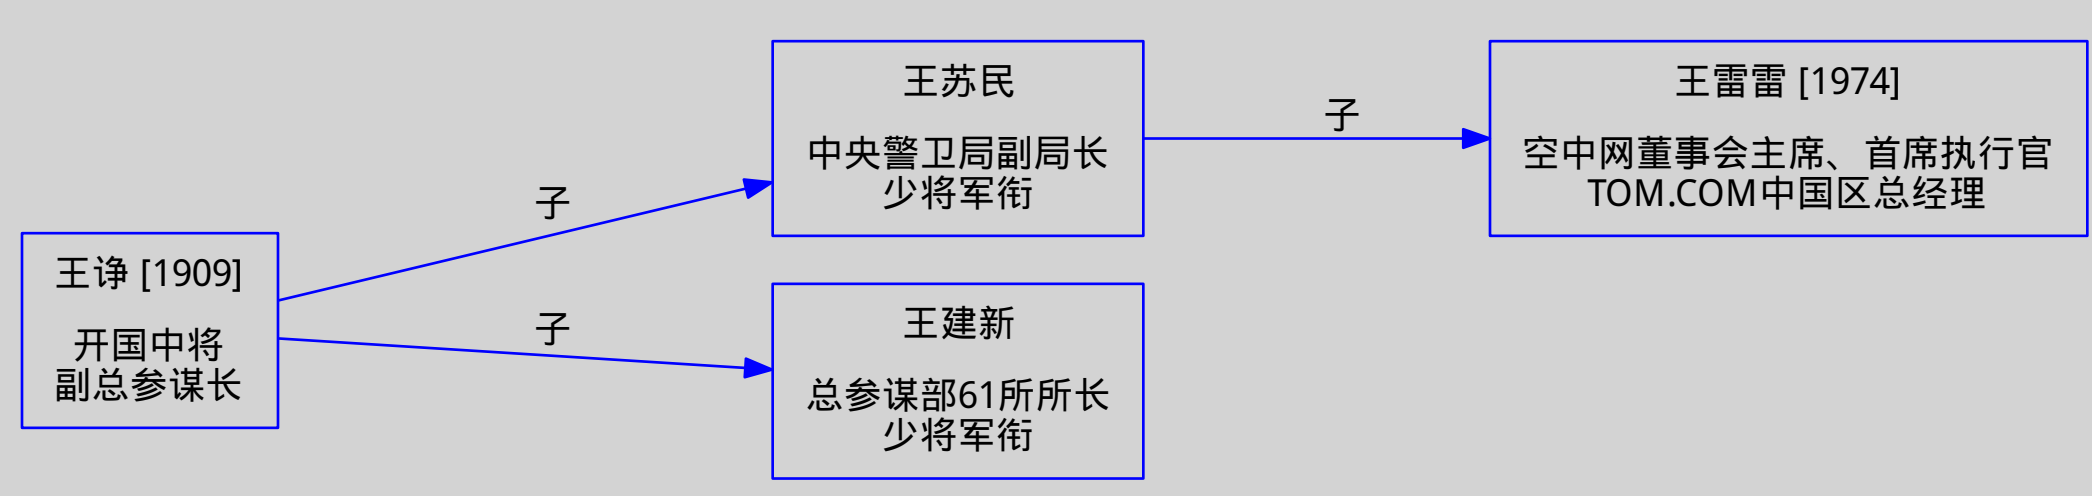 王诤 [1909]
开国中将
副总参谋长
子
王苏民
中央警卫局副局长
少将军衔
子
王雷雷 [1974]
空中网董事会主席、首席执行官
TOM.COM中国区总经理
子
王建新
总参谋部61所所长
少将军衔